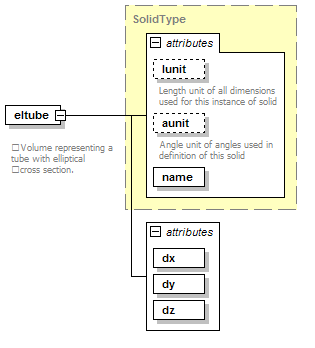 SolidType
attributes
lunit
Length unit of all dimensions
used for this instance of solid
aunit
Angle unit of angles used in
definition of this solid
name
eltube
□Volume representing a
tube with elliptical
□cross section.
attributes
dx
dy
dz